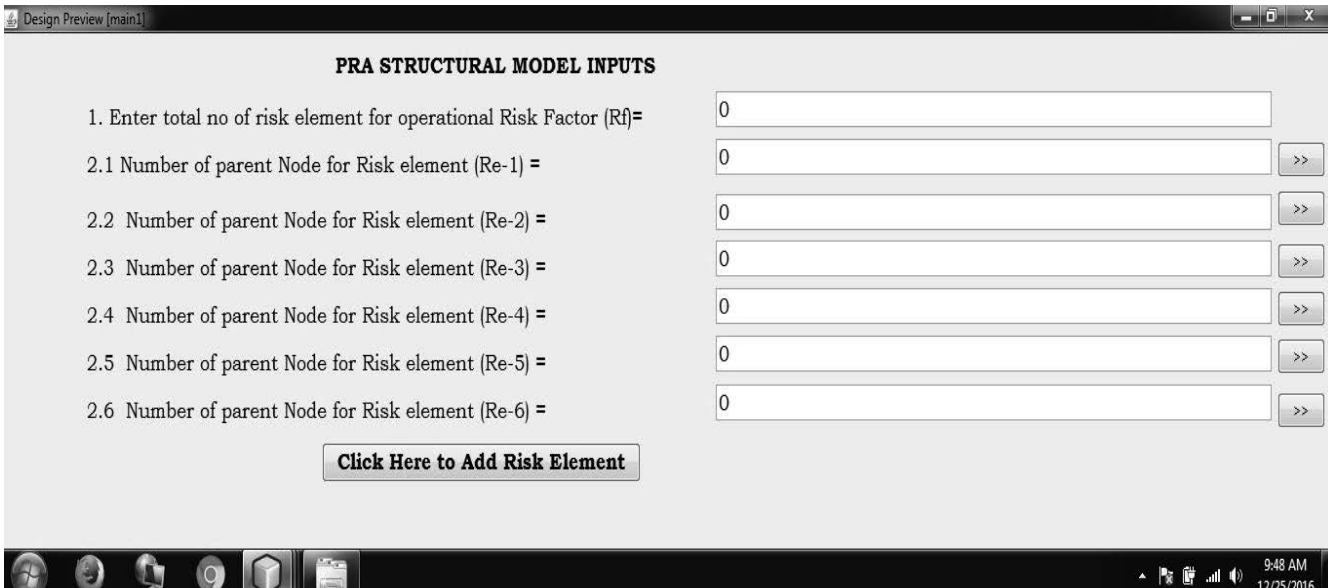 Design Preview [main1]
PRA STRUCTURAL MODEL INPUTS
1. Enter total no of risk element for operational Risk Factor (Rf)= 0
2.1 Number of parent Node for Risk element (Re-1) = 0 >>
2.2 Number of parent Node for Risk element (Re-2) = 0 >>
2.3 Number of parent Node for Risk element (Re-3) = 0 >>
2.4 Number of parent Node for Risk element (Re-4) = 0 >>
2.5 Number of parent Node for Risk element (Re-5) = 0 >>
2.6 Number of parent Node for Risk element (Re-6) = 0 >>
Click Here to Add Risk Element
9:48 AM
12/25/2016